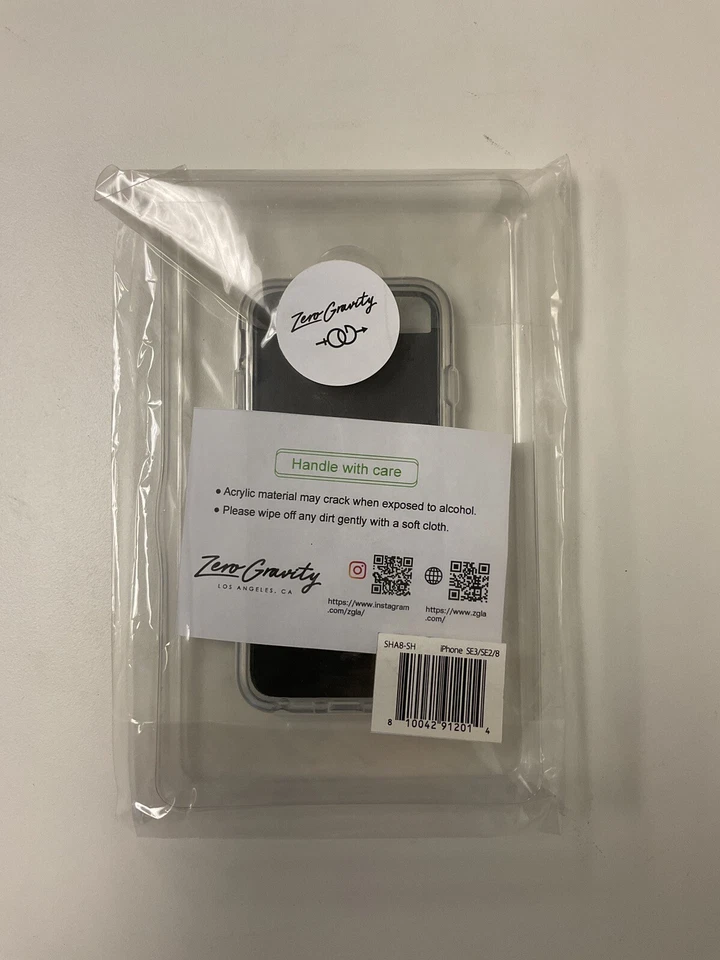 Zero Gravity
Handle with care
• Acrylic material may crack when exposed to alcohol.
• Please wipe off any dirt gently with a soft cloth.
Zero Gravity
LOS ANGELES, CA
https://www.instagram
.com/zgla/
https://www.zgla
.com/
SHA8-SH iPhone SE3/SE2/8
8 10042 91201 4